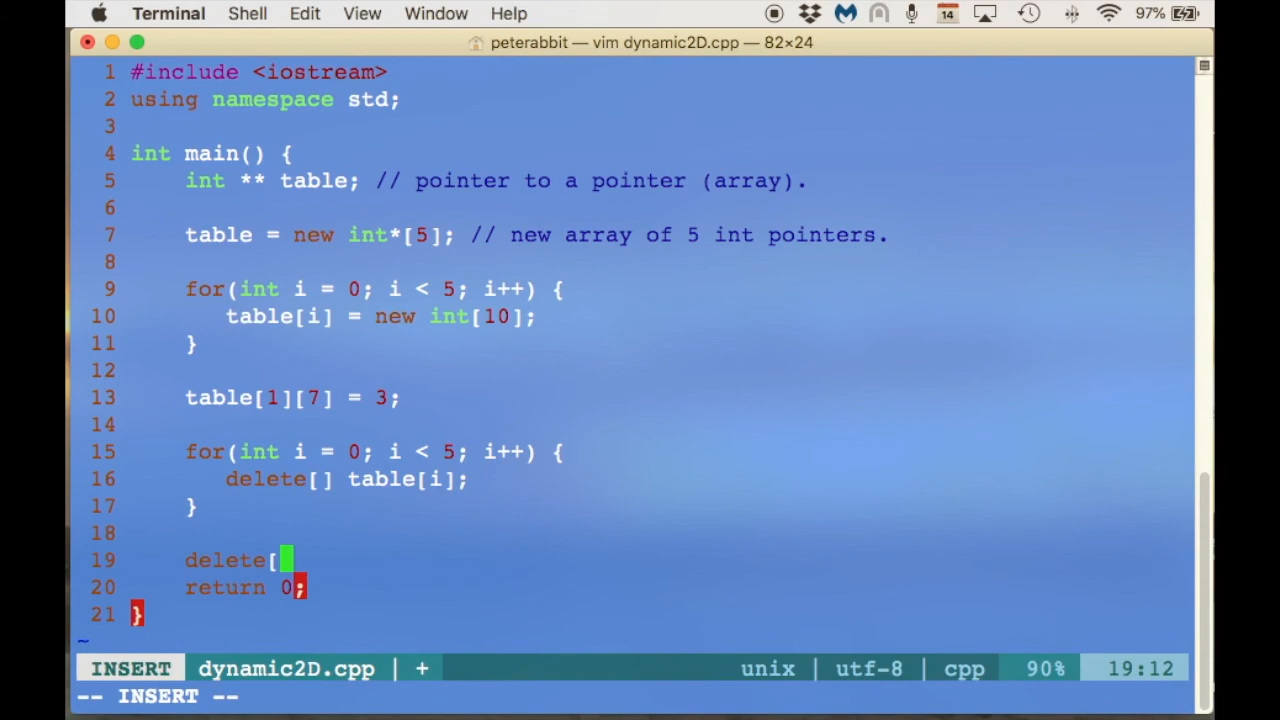 Terminal Shell Edit View Window Help 14 97%
peterabbit — vim dynamic2D.cpp — 82×24
1 #include <iostream>
2 using namespace std;
3
4 int main() {
5     int ** table; // pointer to a pointer (array).
6
7     table = new int*[5]; // new array of 5 int pointers.
8
9     for(int i = 0; i < 5; i++) {
10        table[i] = new int[10];
11    }
12
13    table[1][7] = 3;
14
15    for(int i = 0; i < 5; i++) {
16       delete[] table[i];
17    }
18
19    delete[
20    return 0;
21 }
~
INSERT dynamic2D.cpp | + unix | utf-8 | cpp 90% 19:12
-- INSERT --